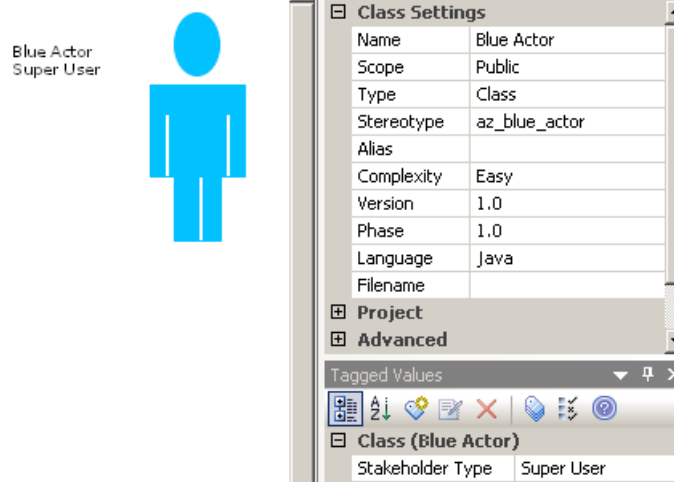 Blue Actor
Super User
Class Settings
Name Blue Actor
Scope Public
Type Class
Stereotype az_blue_actor
Alias
Complexity Easy
Version 1.0
Phase 1.0
Language Java
Filename
Project
Advanced
Tagged Values
Class (Blue Actor)
Stakeholder Type Super User